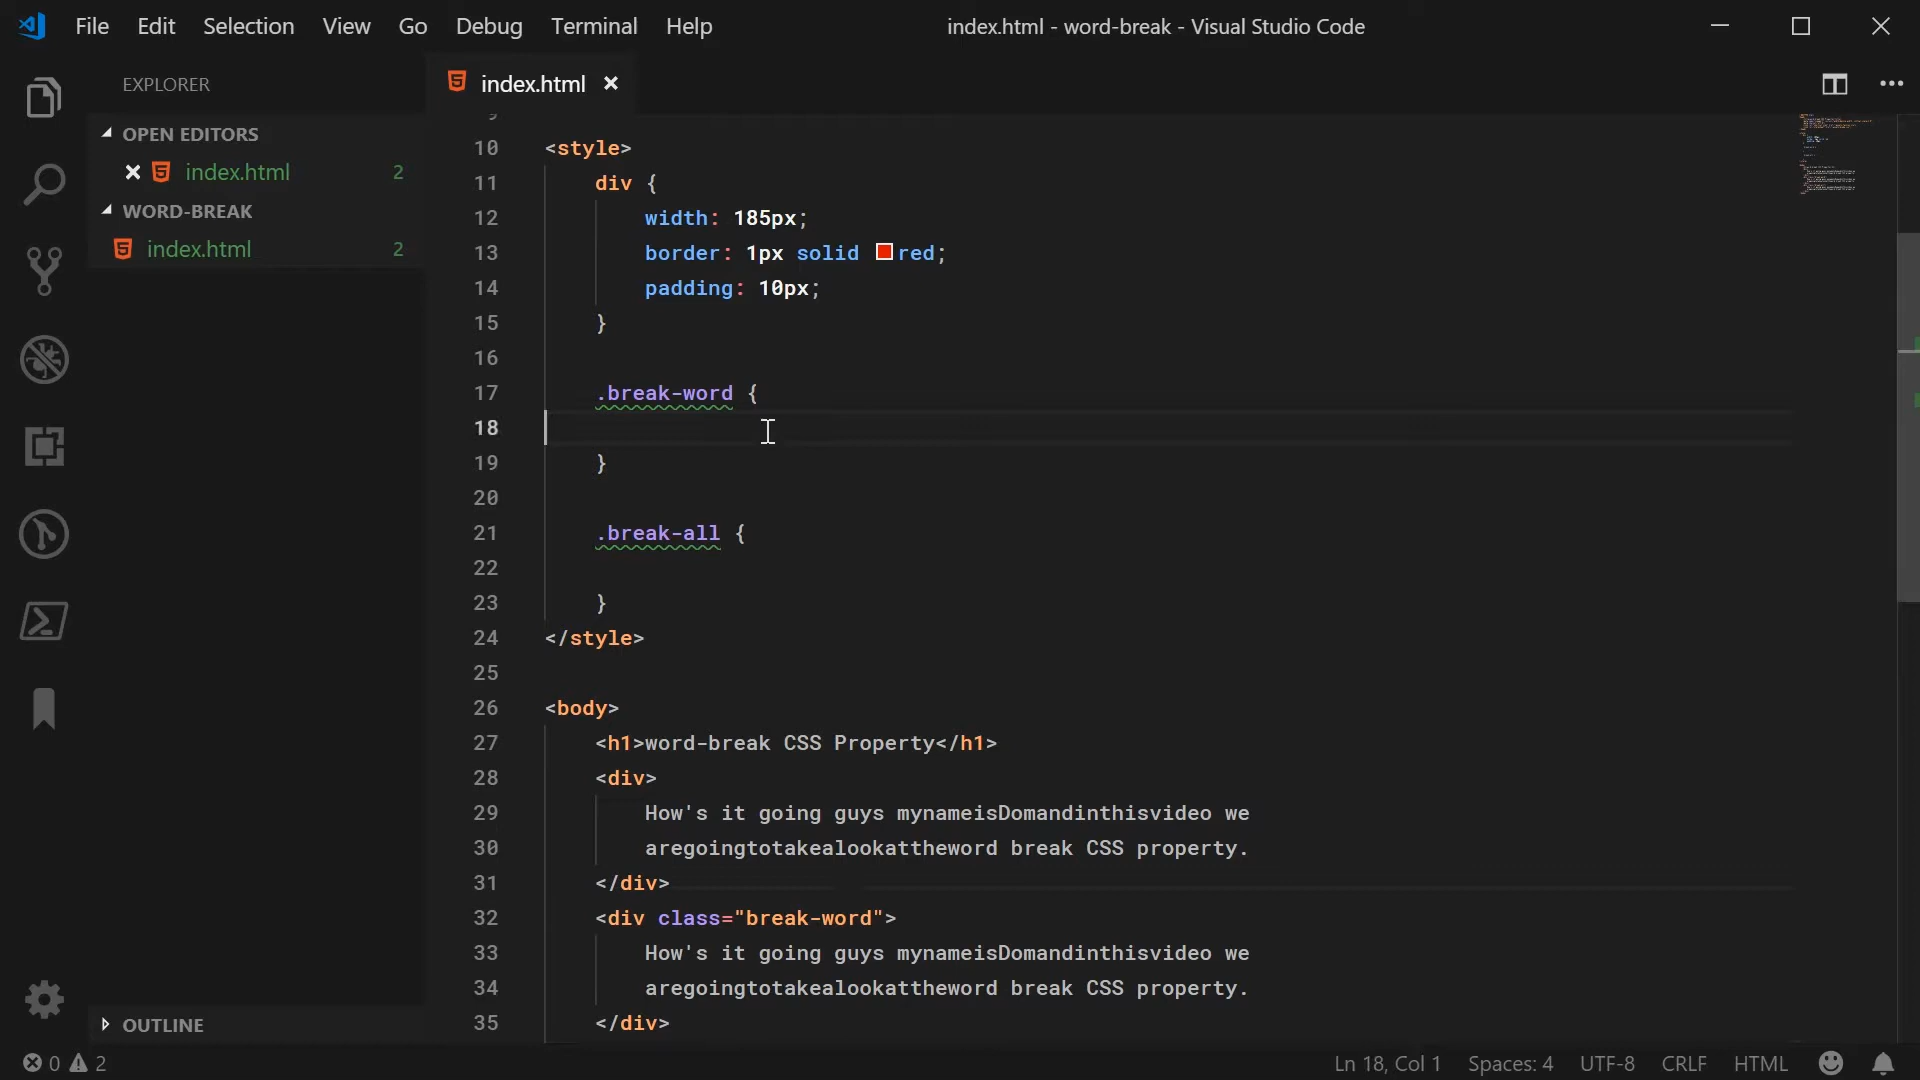 File Edit Selection View Go Debug Terminal Help index.html - word-break - Visual Studio Code
EXPLORER
OPEN EDITORS
index.html 2
WORD-BREAK
index.html 2
OUTLINE
index.html
10 <style>
11 div {
12 width: 185px;
13 border: 1px solid red;
14 padding: 10px;
15 }
16
17 .break-word {
18
19 }
20
21 .break-all {
22
23 }
24 </style>
25
26 <body>
27 <h1>word-break CSS Property</h1>
28 <div>
29 How's it going guys mynameisDomandinthisvideo we
30 aregoingtotakealookattheword break CSS property.
31 </div>
32 <div class="break-word">
33 How's it going guys mynameisDomandinthisvideo we
34 aregoingtotakealookattheword break CSS property.
35 </div>
0 2 Ln 18, Col 1 Spaces: 4 UTF-8 CRLF HTML